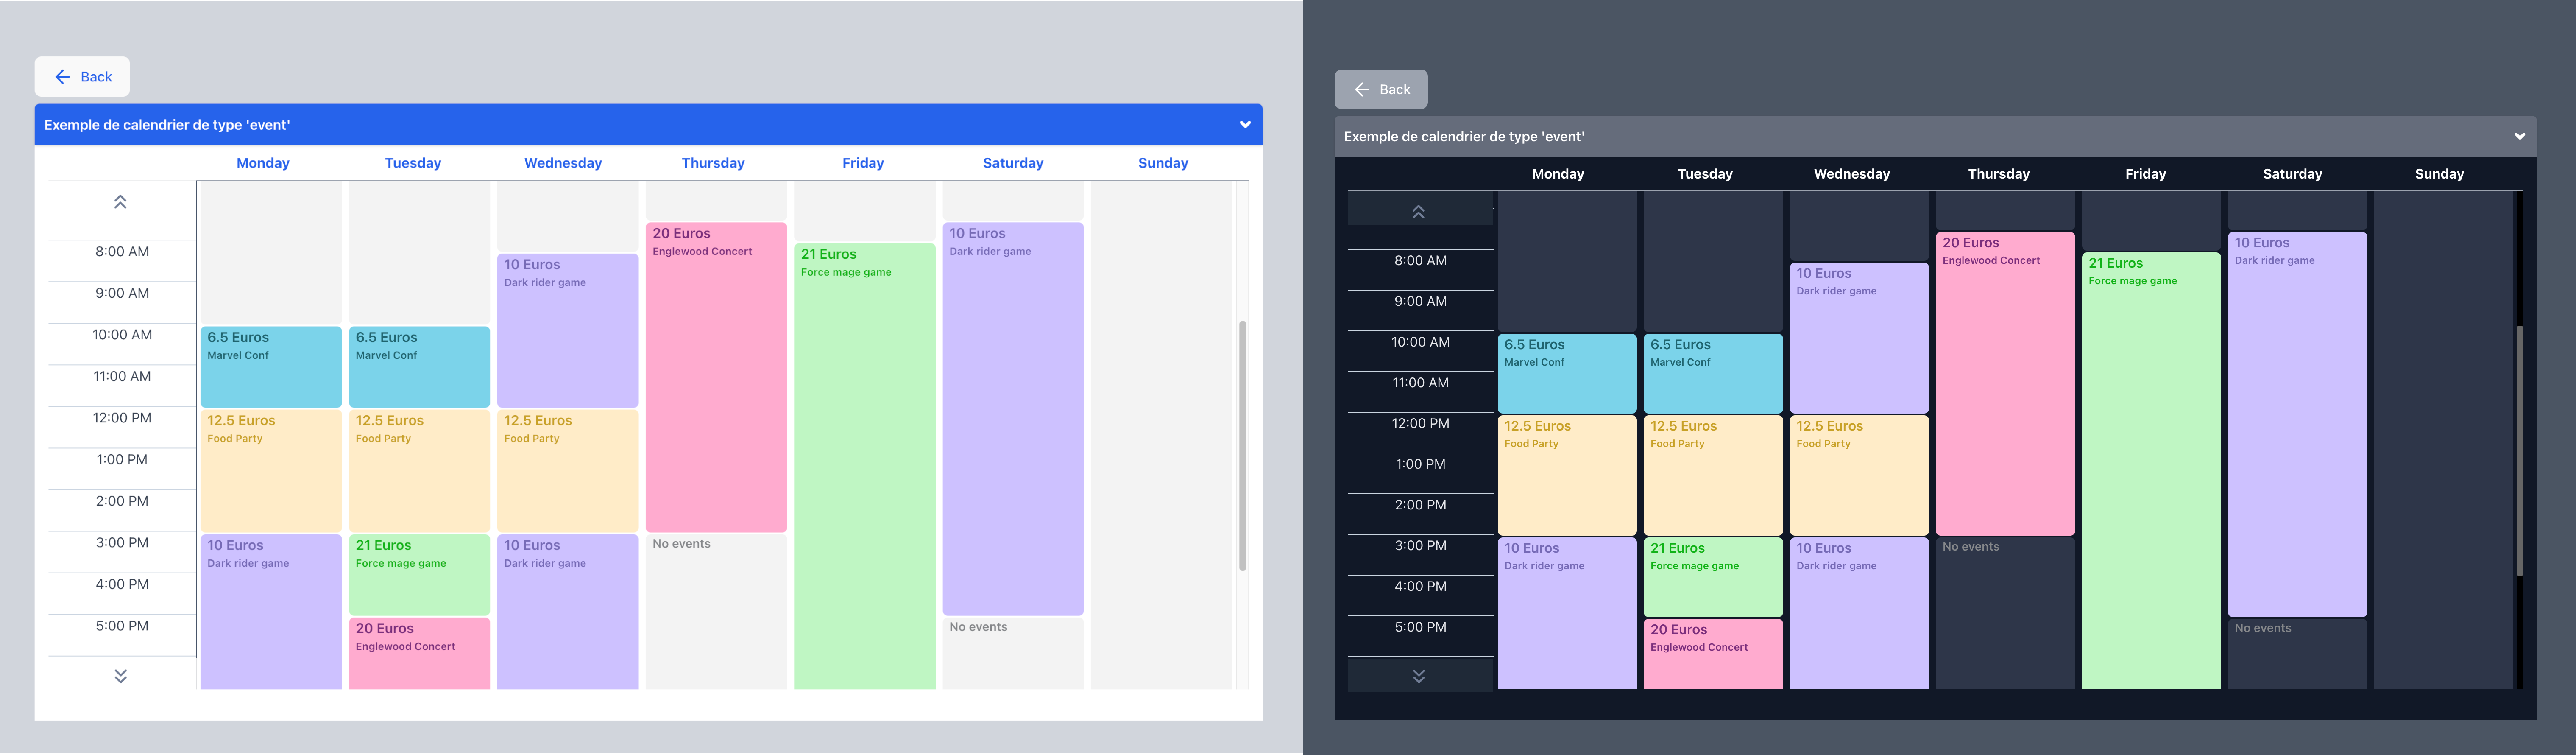 Back
Exemple de calendrier de type 'event'
Monday Tuesday Wednesday Thursday Friday Saturday Sunday
20 Euros 10 Euros
Englewood Concert Dark rider game
8:00 AM 21 Euros
10 Euros Force mage game
Dark rider game
9:00 AM
10:00 AM
6.5 Euros 6.5 Euros
Marvel Conf Marvel Conf
11:00 AM
12:00 PM
12.5 Euros 12.5 Euros 12.5 Euros
Food Party Food Party Food Party
1:00 PM
2:00 PM
3:00 PM
10 Euros 21 Euros 10 Euros No events
Dark rider game Force mage game Dark rider game
4:00 PM
5:00 PM
20 Euros No events
Englewood Concert
Back
Exemple de calendrier de type 'event'
Monday Tuesday Wednesday Thursday Friday Saturday Sunday
20 Euros 10 Euros
Englewood Concert Dark rider game
8:00 AM 21 Euros
10 Euros Force mage game
Dark rider game
9:00 AM
10:00 AM
6.5 Euros 6.5 Euros
Marvel Conf Marvel Conf
11:00 AM
12:00 PM
12.5 Euros 12.5 Euros 12.5 Euros
Food Party Food Party Food Party
1:00 PM
2:00 PM
3:00 PM
10 Euros 21 Euros 10 Euros No events
Dark rider game Force mage game Dark rider game
4:00 PM
5:00 PM
20 Euros No events
Englewood Concert